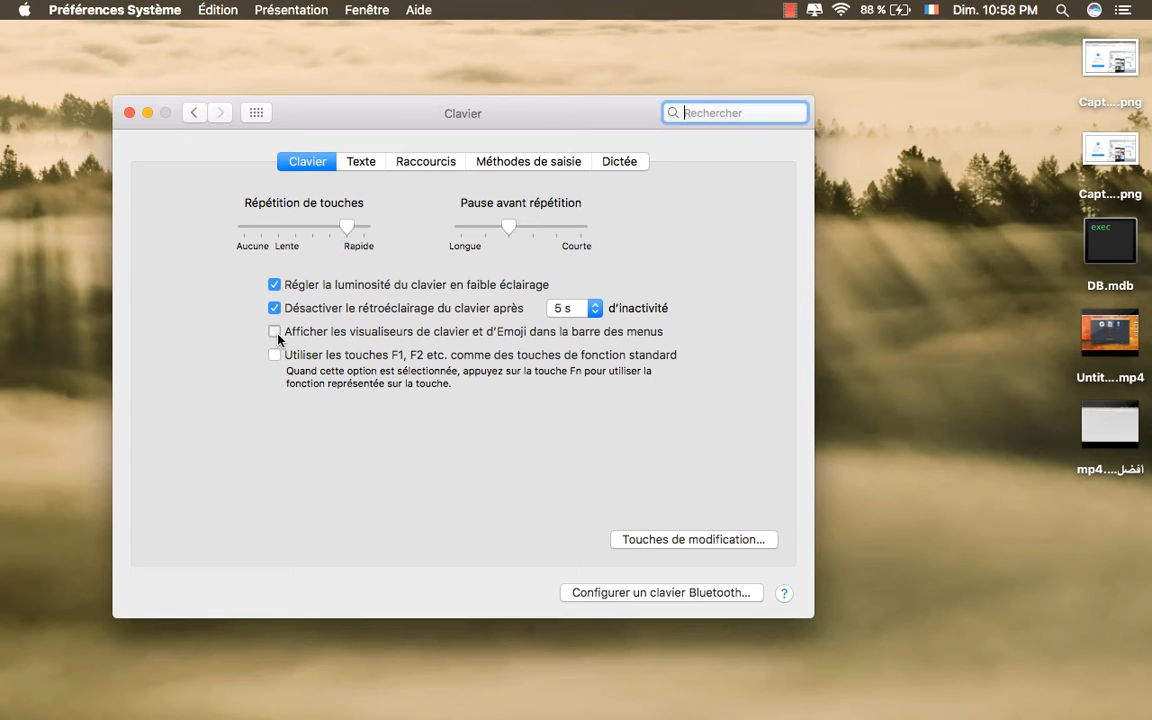 Préférences Système Édition Présentation Fenêtre Aide 88 % Dim. 10:58 PM
Clavier Rechercher
Clavier Texte Raccourcis Méthodes de saisie Dictée
Répétition de touches Pause avant répétition
Aucune Lente Rapide Longue Courte
Régler la luminosité du clavier en faible éclairage
Désactiver le rétroéclairage du clavier après 5 s d’inactivité
Afficher les visualiseurs de clavier et d’Emoji dans la barre des menus
Utiliser les touches F1, F2 etc. comme des touches de fonction standard
Quand cette option est sélectionnée, appuyez sur la touche Fn pour utiliser la
fonction représentée sur la touche.
Touches de modification...
Configurer un clavier Bluetooth... ?
Capt....png
Capt....png
exec
DB.mdb
Untit....mp4
أفضل....mp4